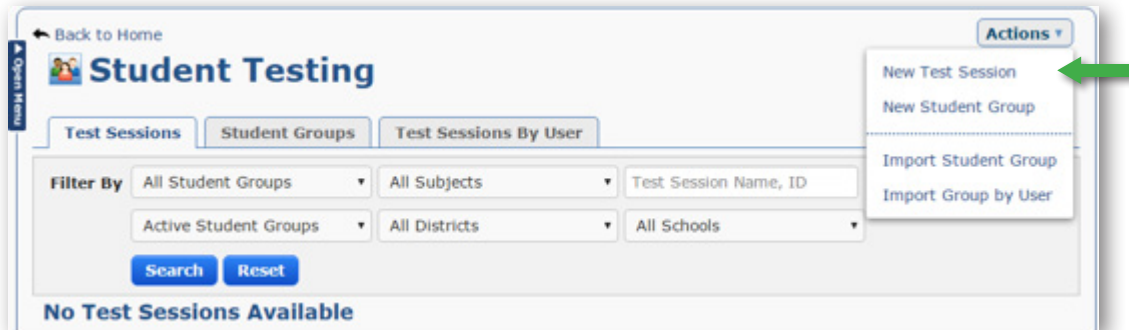 Back to Home
Actions
Open Menu
Student Testing
New Test Session
New Student Group
Import Student Group
Import Group by User
Test Sessions
Student Groups
Test Sessions By User
Filter By
All Student Groups
All Subjects
Test Session Name, ID
Active Student Groups
All Districts
All Schools
Search
Reset
No Test Sessions Available